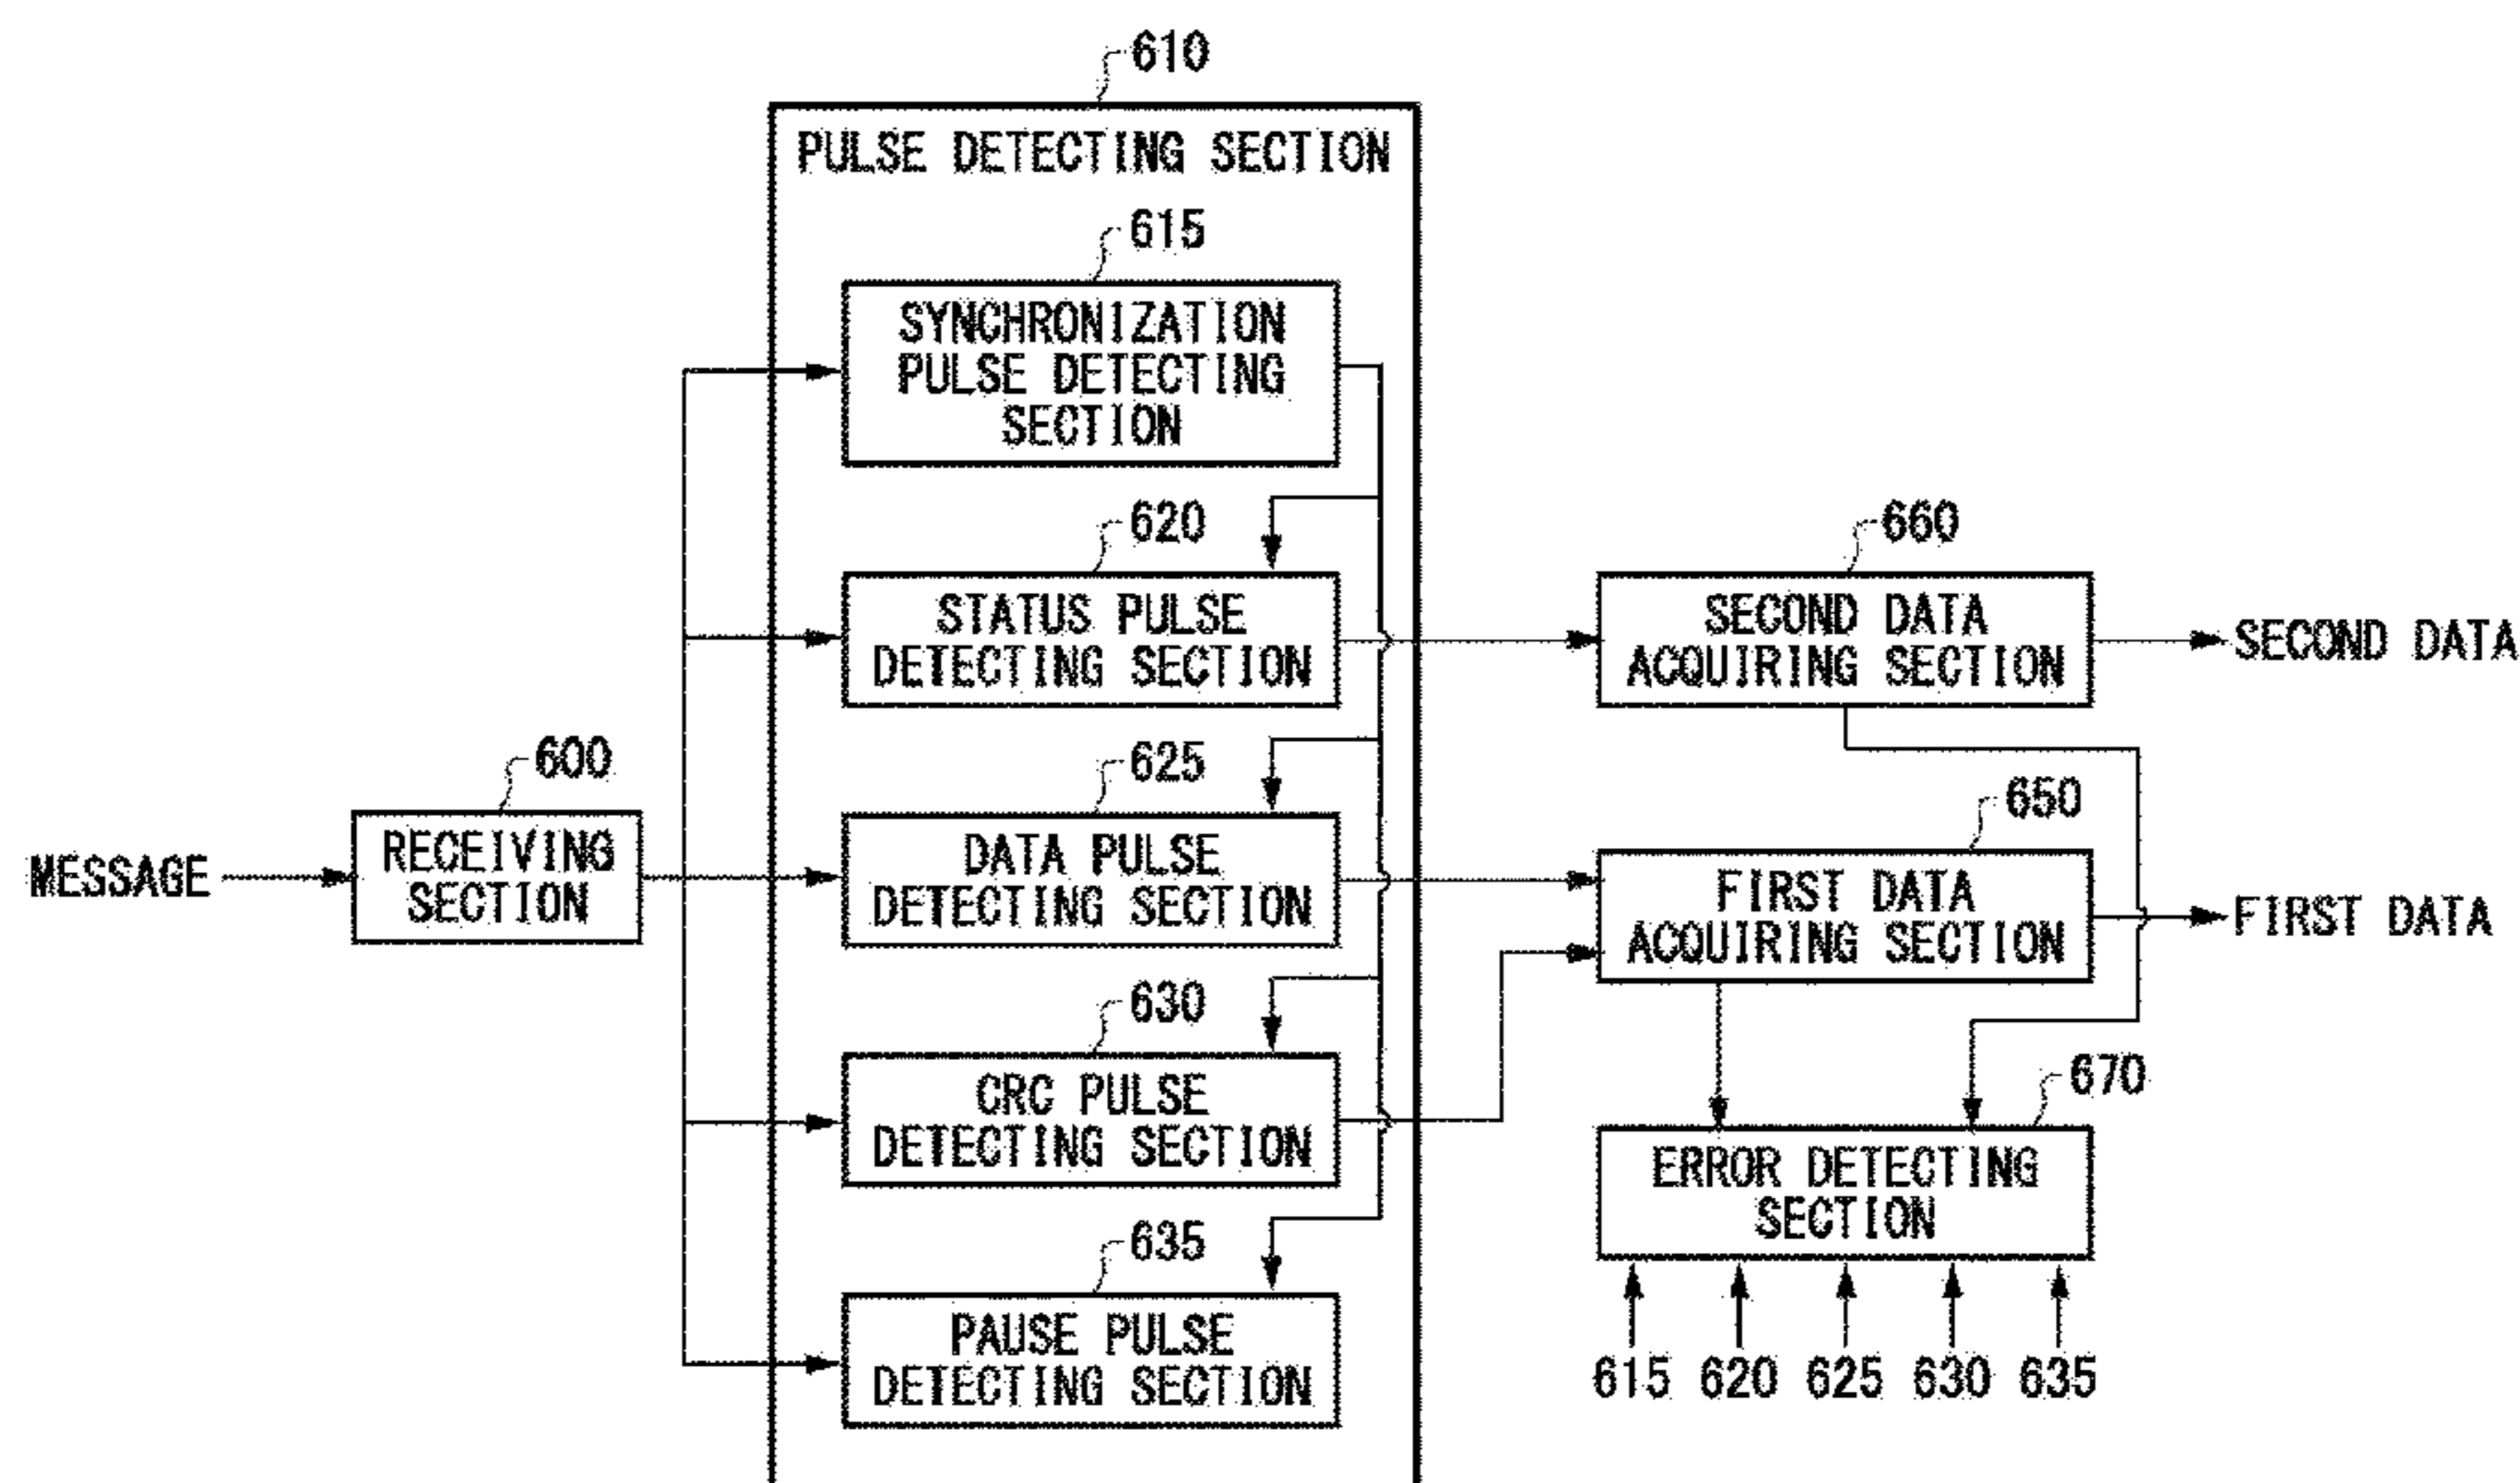 610
PULSE DETECTING SECTION
615
SYNCHRONIZATION
PULSE DETECTING
SECTION
620
STATUS PULSE
DETECTING SECTION
660
SECOND DATA
ACQUIRING SECTION
SECOND DATA
MESSAGE
600
RECEIVING
SECTION
625
DATA PULSE
DETECTING SECTION
650
FIRST DATA
ACQUIRING SECTION
FIRST DATA
630
CRC PULSE
DETECTING SECTION
670
ERROR DETECTING
SECTION
635
PAUSE PULSE
DETECTING SECTION
615 620 625 630 635